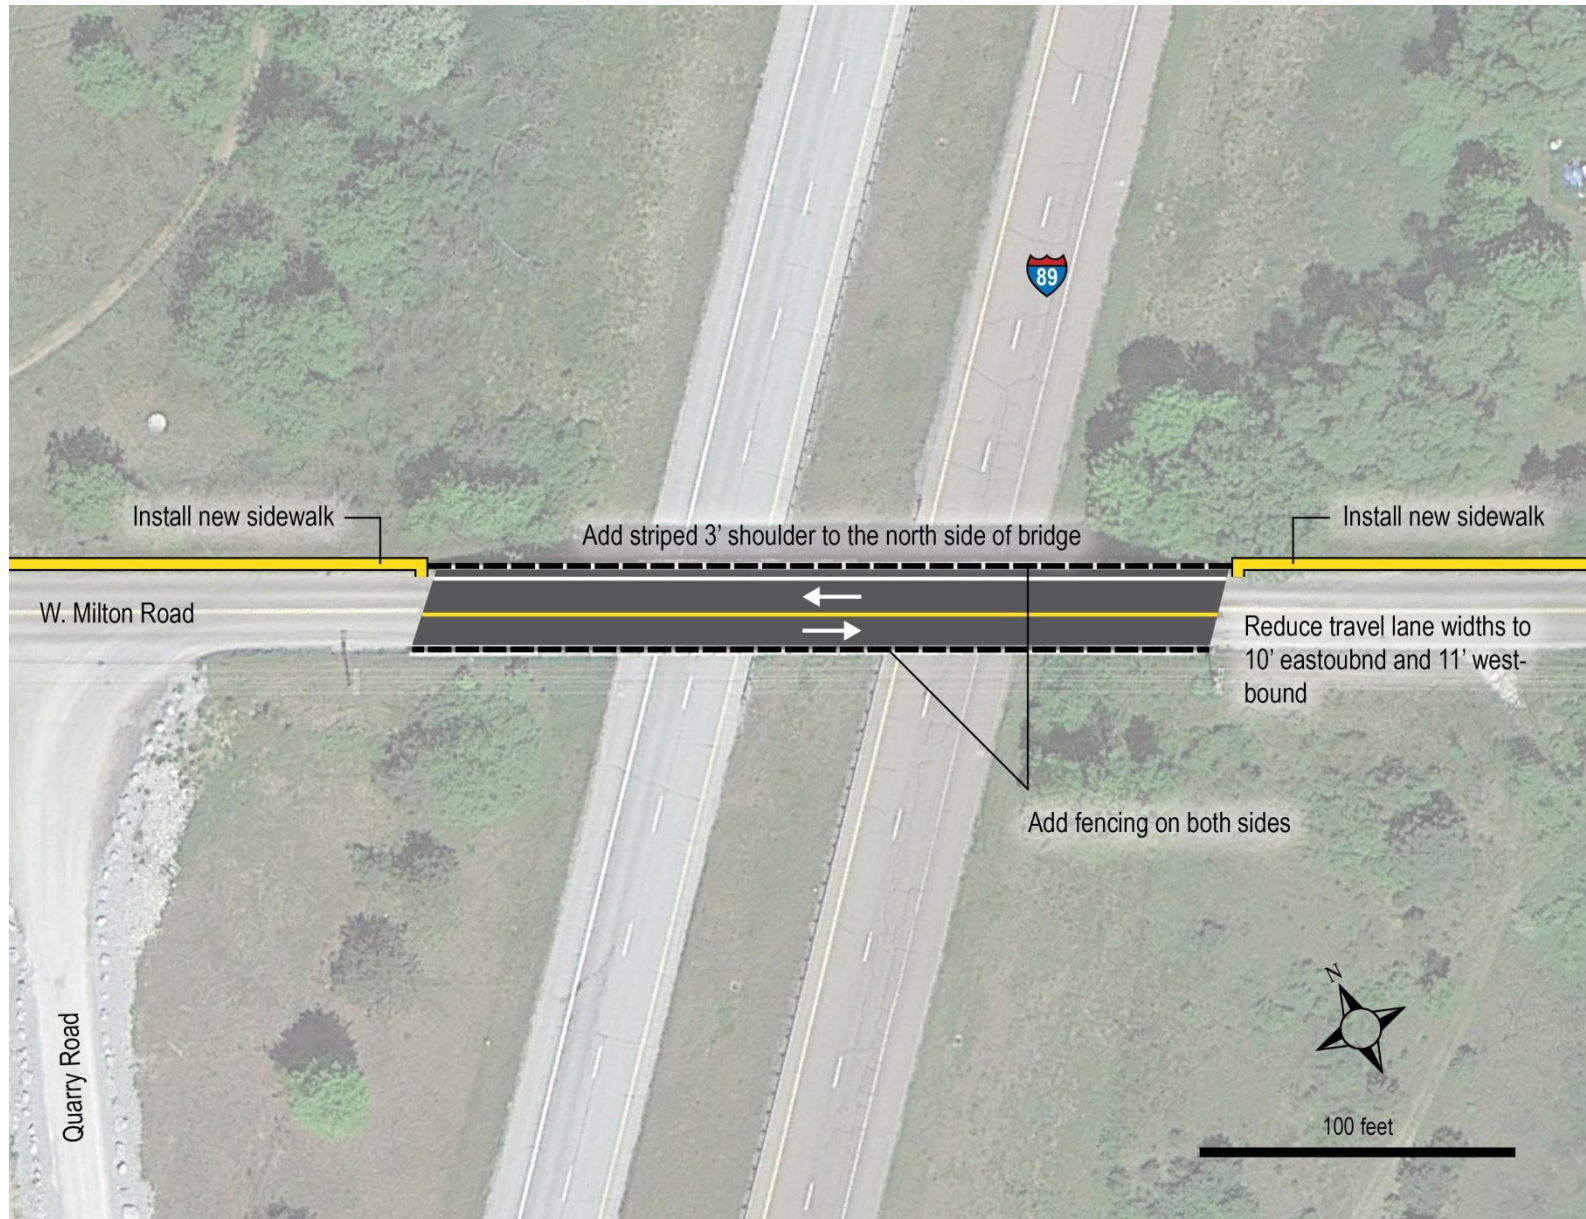 89
Install new sidewalk
Add striped 3’ shoulder to the north side of bridge
Install new sidewalk
W. Milton Road
Reduce travel lane widths to
10’ eastoubnd and 11’ west-
bound
Add fencing on both sides
N
Quarry Road
100 feet